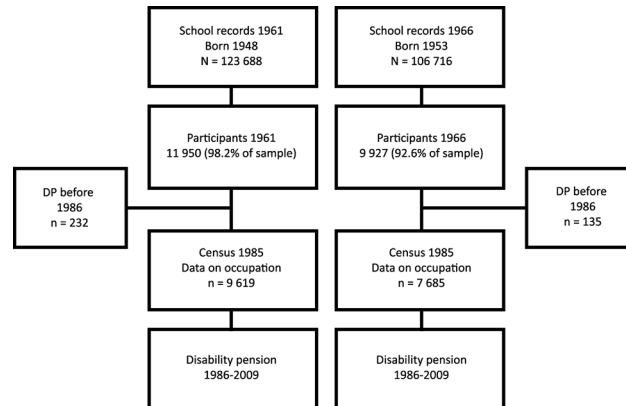 School records 1961
Born 1948
N = 123 688
School records 1966
Born 1953
N = 106 716
Participants 1961
11 950 (98.2% of sample)
Participants 1966
9 927 (92.6% of sample)
DP before
1986
n = 232
DP before
1986
n = 135
Census 1985
Data on occupation
n = 9 619
Census 1985
Data on occupation
n = 7 685
Disability pension
1986-2009
Disability pension
1986-2009